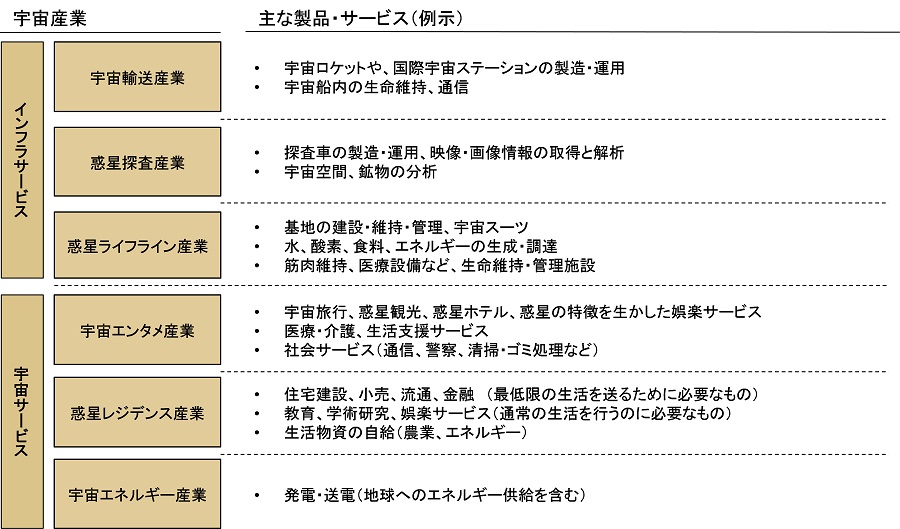 宇宙産業
主な製品・サービス（例示）
インフラサービス
宇宙輸送産業
• 宇宙ロケットや、国際宇宙ステーションの製造・運用
• 宇宙船内の生命維持、通信
惑星探査産業
• 探査車の製造・運用、映像・画像情報の取得と解析
• 宇宙空間、鉱物の分析
惑星ライフライン産業
• 基地の建設・維持・管理、宇宙スーツ
• 水、酸素、食料、エネルギーの生成・調達
• 筋肉維持、医療設備など、生命維持・管理施設
宇宙サービス
宇宙エンタメ産業
• 宇宙旅行、惑星観光、惑星ホテル、惑星の特徴を生かした娯楽サービス
• 医療・介護、生活支援サービス
• 社会サービス（通信、警察、清掃・ゴミ処理など）
惑星レジデンス産業
• 住宅建設、小売、流通、金融　（最低限の生活を送るために必要なもの）
• 教育、学術研究、娯楽サービス（通常の生活を行うのに必要なもの）
• 生活物資の自給（農業、エネルギー）
宇宙エネルギー産業
• 発電・送電（地球へのエネルギー供給を含む）